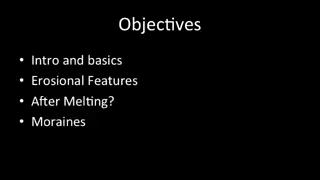 Objectives
• Intro and basics
• Erosional Features
• After Melting?
• Moraines